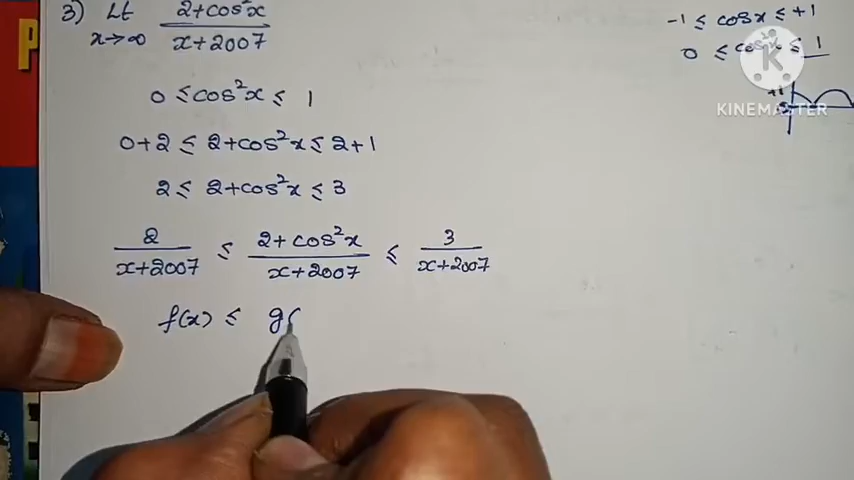 3) Lt x→∞ 2+cos²x / x+2007
-1 ≤ cosx ≤ +1
0 ≤ cos²x ≤ 1
KINEMASTER
0 ≤ cos²x ≤ 1
0+2 ≤ 2+cos²x ≤ 2+1
2 ≤ 2+cos²x ≤ 3
2 / x+2007 ≤ 2+cos²x / x+2007 ≤ 3 / x+2007
f(x) ≤ g(